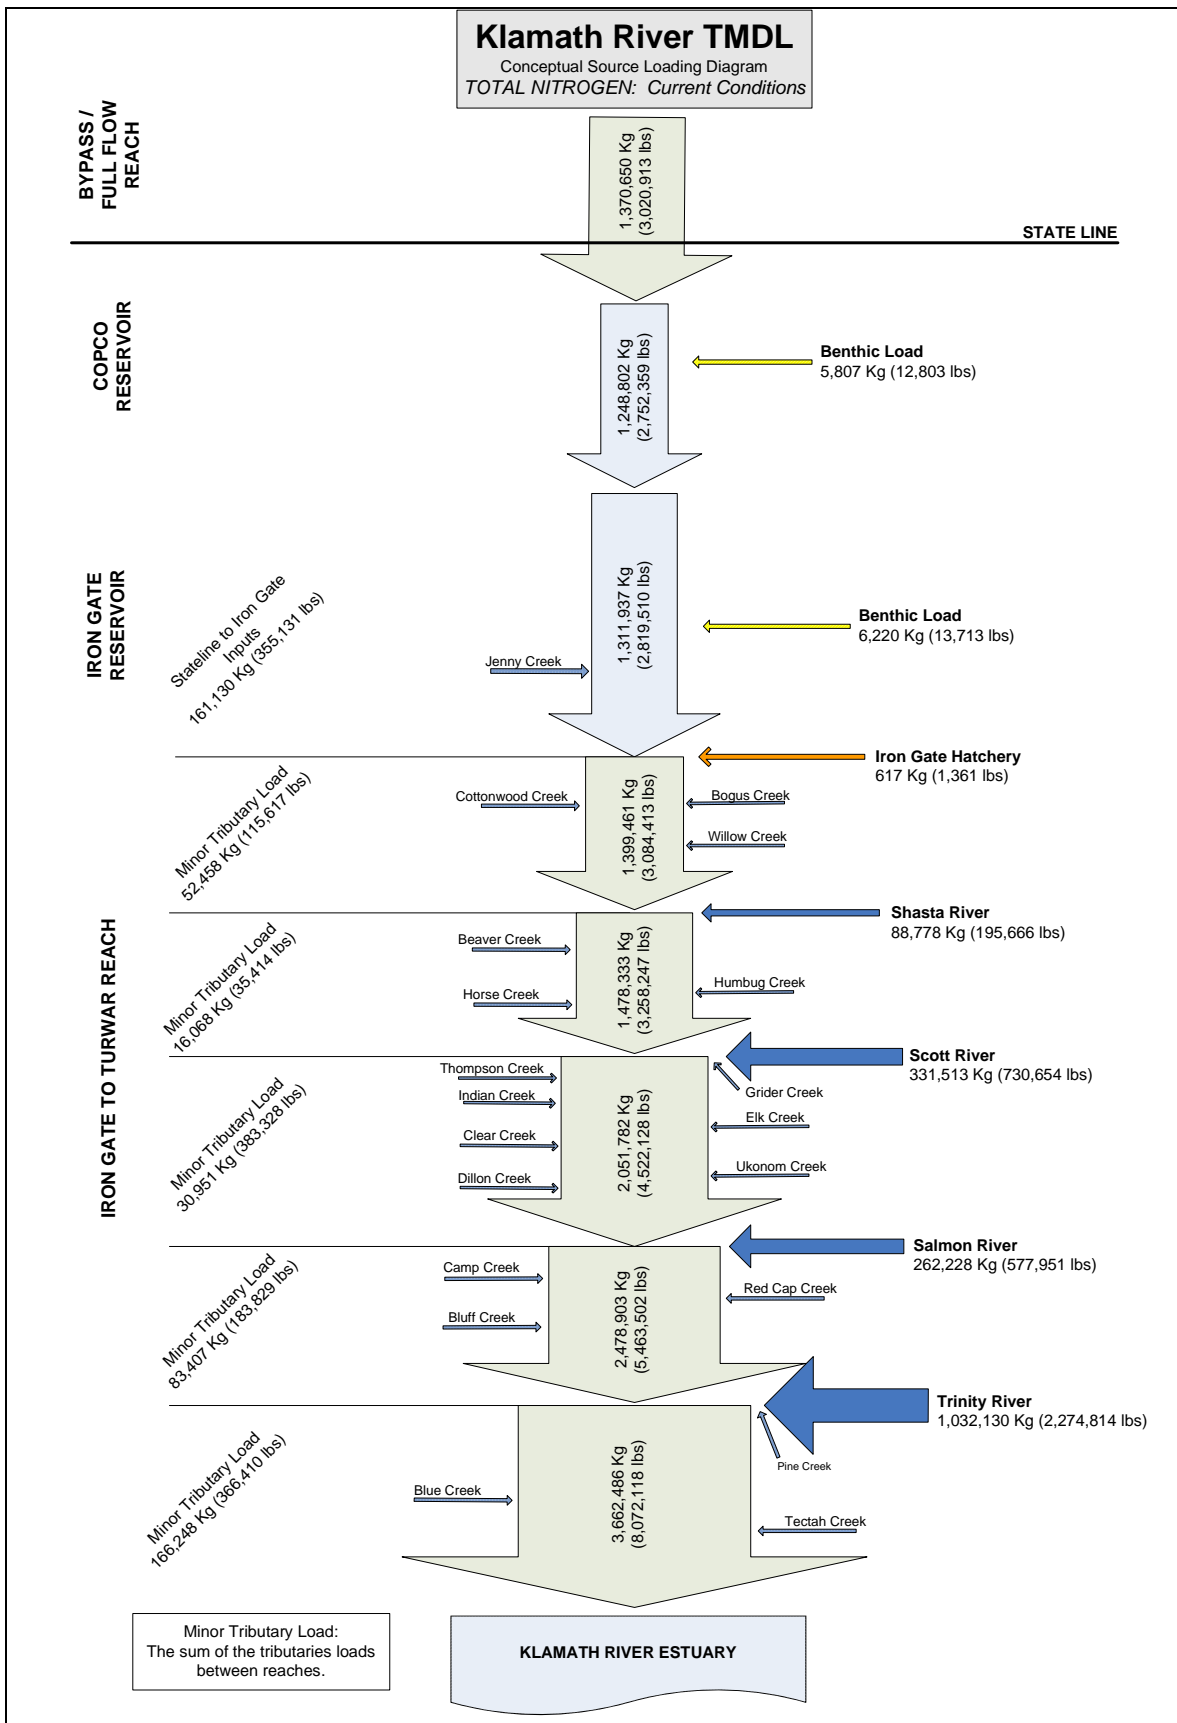 Klamath River TMDL
Conceptual Source Loading Diagram
TOTAL NITROGEN: Current Conditions
BYPASS /
FULL FLOW
REACH
1,370,650 Kg
(3,020,913 lbs)
STATE LINE
COPCO
RESERVOIR
1,248,802 Kg
(2,752,359 lbs)
Benthic Load
5,807 Kg (12,803 lbs)
IRON GATE
RESERVOIR
Stateline to Iron Gate
Inputs
161,130 Kg (355,131 lbs)
1,311,937 Kg
(2,819,510 lbs)
Benthic Load
6,220 Kg (13,713 lbs)
Jenny Creek
Iron Gate Hatchery
617 Kg (1,361 lbs)
IRON GATE TO TURWAR REACH
Minor Tributary Load
52,458 Kg (115,617 lbs)
Cottonwood Creek
1,399,461 Kg
(3,084,413 lbs)
Bogus Creek
Willow Creek
Shasta River
88,778 Kg (195,666 lbs)
Minor Tributary Load
16,068 Kg (35,414 lbs)
Beaver Creek
Horse Creek
1,478,333 Kg
(3,258,247 lbs)
Humbug Creek
Scott River
331,513 Kg (730,654 lbs)
Minor Tributary Load
30,951 Kg (383,328 lbs)
Thompson Creek
Indian Creek
Clear Creek
Dillon Creek
2,051,782 Kg
(4,522,128 lbs)
Grider Creek
Elk Creek
Ukonom Creek
Salmon River
262,228 Kg (577,951 lbs)
Minor Tributary Load
83,407 Kg (183,829 lbs)
Camp Creek
Bluff Creek
2,478,903 Kg
(5,463,502 lbs)
Red Cap Creek
Trinity River
1,032,130 Kg (2,274,814 lbs)
Minor Tributary Load
166,248 Kg (366,410 lbs)
Blue Creek
3,662,486 Kg
(8,072,118 lbs)
Pine Creek
Tectah Creek
Minor Tributary Load:
The sum of the tributaries loads
between reaches.
KLAMATH RIVER ESTUARY